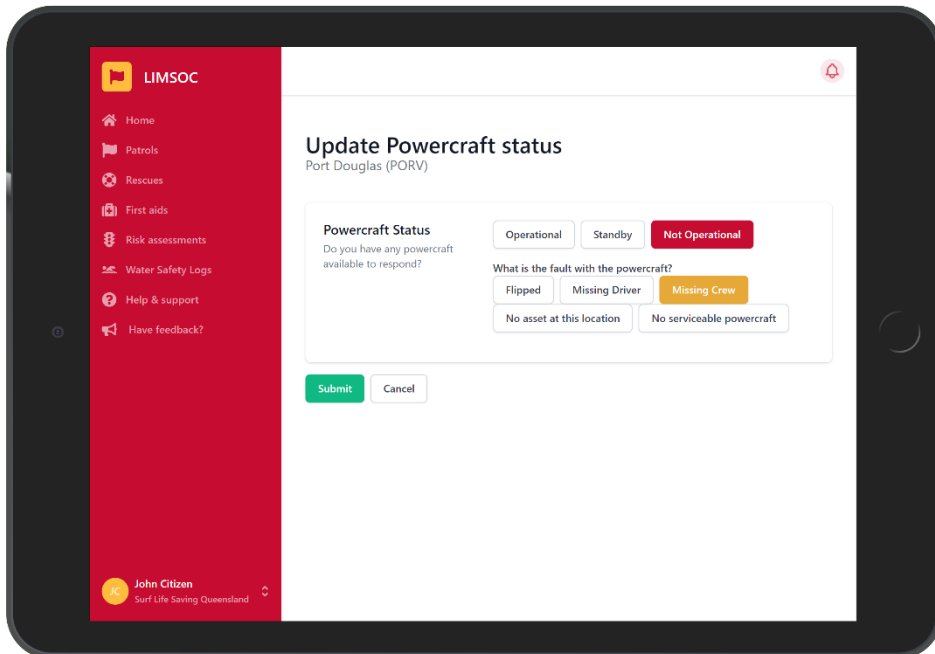 LIMSOC
Home
Patrols
Rescues
First aids
Risk assessments
Water Safety Logs
Help & support
Have feedback?
JC
John Citizen
Surf Life Saving Queensland
Update Powercraft status
Port Douglas (PORV)
Powercraft Status
Do you have any powercraft
available to respond?
Operational Standby Not Operational
What is the fault with the powercraft?
Flipped Missing Driver Missing Crew
No asset at this location No serviceable powercraft
Submit Cancel